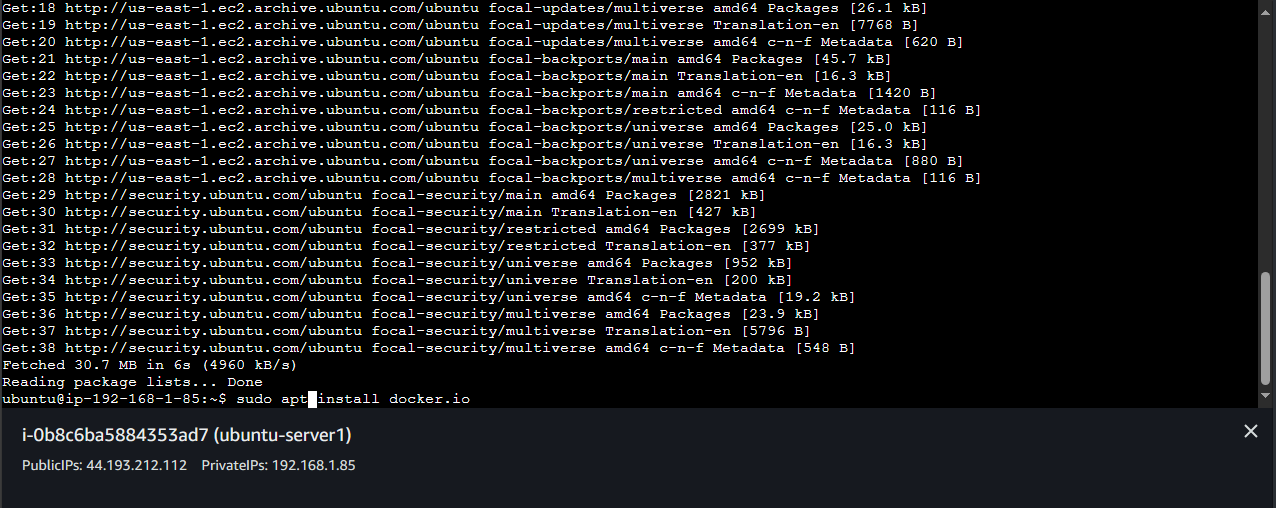 Get:18 http://us-east-1.ec2.archive.ubuntu.com/ubuntu focal-updates/multiverse amd64 Packages [26.1 kB]
Get:19 http://us-east-1.ec2.archive.ubuntu.com/ubuntu focal-updates/multiverse Translation-en [7768 B]
Get:20 http://us-east-1.ec2.archive.ubuntu.com/ubuntu focal-updates/multiverse amd64 c-n-f Metadata [620 B]
Get:21 http://us-east-1.ec2.archive.ubuntu.com/ubuntu focal-backports/main amd64 Packages [45.7 kB]
Get:22 http://us-east-1.ec2.archive.ubuntu.com/ubuntu focal-backports/main Translation-en [16.3 kB]
Get:23 http://us-east-1.ec2.archive.ubuntu.com/ubuntu focal-backports/main amd64 c-n-f Metadata [1420 B]
Get:24 http://us-east-1.ec2.archive.ubuntu.com/ubuntu focal-backports/restricted amd64 c-n-f Metadata [116 B]
Get:25 http://us-east-1.ec2.archive.ubuntu.com/ubuntu focal-backports/universe amd64 Packages [25.0 kB]
Get:26 http://us-east-1.ec2.archive.ubuntu.com/ubuntu focal-backports/universe Translation-en [16.3 kB]
Get:27 http://us-east-1.ec2.archive.ubuntu.com/ubuntu focal-backports/universe amd64 c-n-f Metadata [880 B]
Get:28 http://us-east-1.ec2.archive.ubuntu.com/ubuntu focal-backports/multiverse amd64 c-n-f Metadata [116 B]
Get:29 http://security.ubuntu.com/ubuntu focal-security/main amd64 Packages [2821 kB]
Get:30 http://security.ubuntu.com/ubuntu focal-security/main Translation-en [427 kB]
Get:31 http://security.ubuntu.com/ubuntu focal-security/restricted amd64 Packages [2699 kB]
Get:32 http://security.ubuntu.com/ubuntu focal-security/restricted Translation-en [377 kB]
Get:33 http://security.ubuntu.com/ubuntu focal-security/universe amd64 Packages [952 kB]
Get:34 http://security.ubuntu.com/ubuntu focal-security/universe Translation-en [200 kB]
Get:35 http://security.ubuntu.com/ubuntu focal-security/universe amd64 c-n-f Metadata [19.2 kB]
Get:36 http://security.ubuntu.com/ubuntu focal-security/multiverse amd64 Packages [23.9 kB]
Get:37 http://security.ubuntu.com/ubuntu focal-security/multiverse Translation-en [5796 B]
Get:38 http://security.ubuntu.com/ubuntu focal-security/multiverse amd64 c-n-f Metadata [548 B]
Fetched 30.7 MB in 6s (4960 kB/s)
Reading package lists... Done
ubuntu@ip-192-168-1-85:~$ sudo apt install docker.io
i-0b8c6ba5884353ad7 (ubuntu-server1)
PublicIPs: 44.193.212.112 PrivateIPs: 192.168.1.85